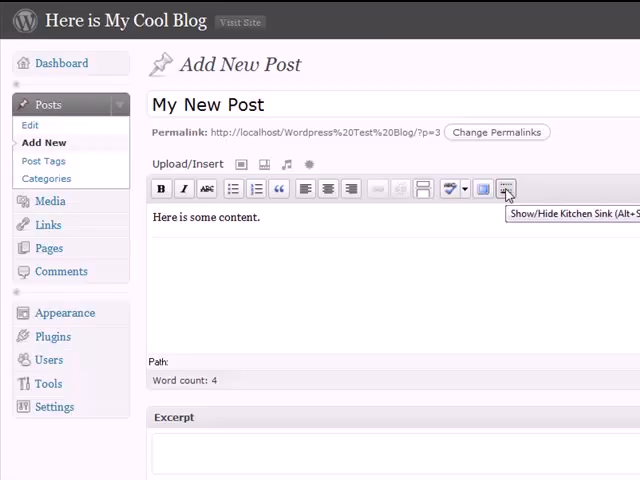 Here is My Cool Blog Visit Site
Dashboard
Add New Post
Posts
My New Post
Edit
Permalink: http://localhost/Wordpress%20Test%20Blog/?p=3 Change Permalinks
Add New
Post Tags
Upload/Insert
Categories
B I ABC ABC
Media
Links
Here is some content.
Show/Hide Kitchen Sink (Alt+S
Pages
Comments
Appearance
Plugins
Users
Path:
Tools
Word count: 4
Settings
Excerpt